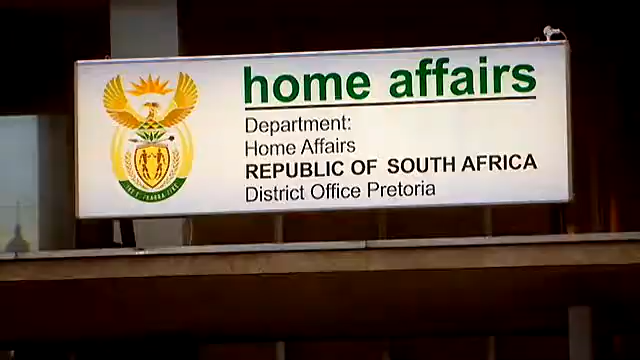 home affairs
Department:
Home Affairs
REPUBLIC OF SOUTH AFRICA
District Office Pretoria